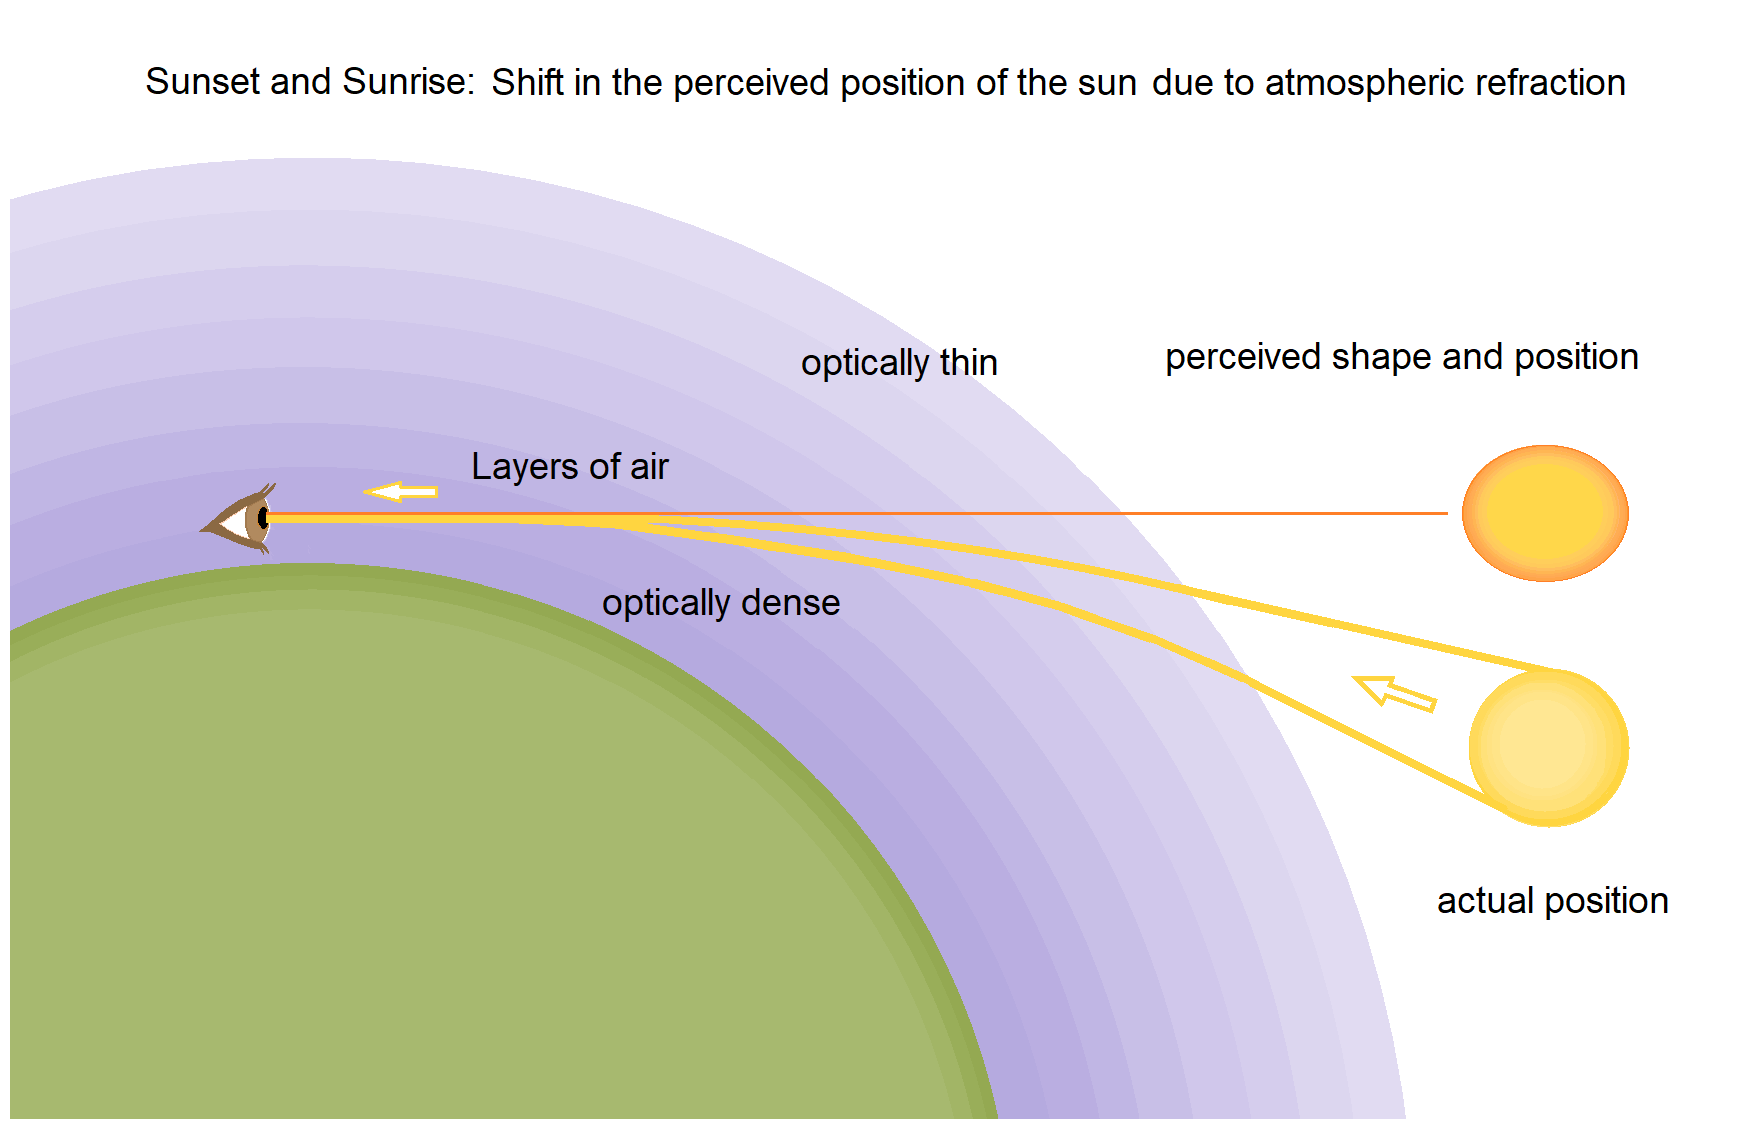 Sunset and Sunrise: Shift in the perceived position of the sun due to atmospheric refraction
perceived shape and position
optically thin
Layers of air
optically dense
actual position